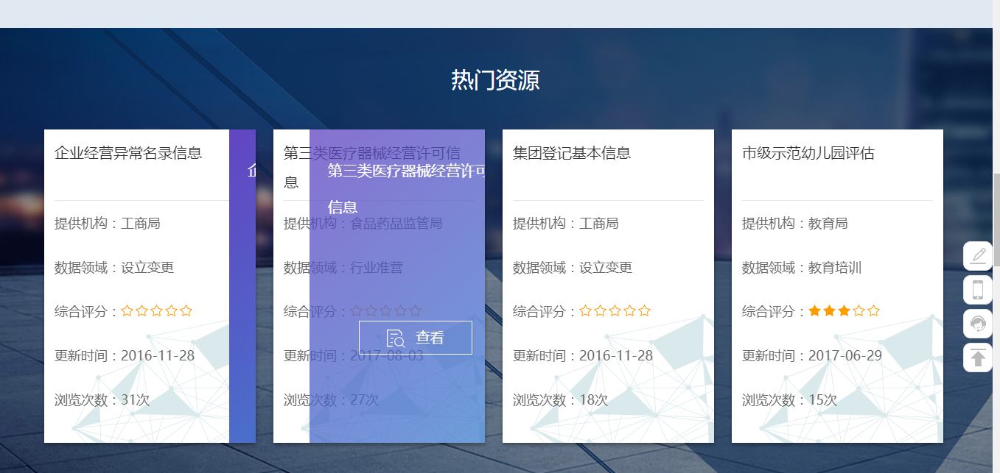 热门资源
企业经营异常名录信息
企
提供机构：工商局
数据领域：设立变更
综合评分：☆☆☆☆☆
更新时间：2016-11-28
浏览次数：31次
第三类医疗器械经营许可信
息
第三类医疗器械经营许可
信息
提供机构：食品药品监管局
数据领域：行业准营
综合评分：☆☆☆☆☆
查看
更新时间：2017-08-03
浏览次数：27次
集团登记基本信息
提供机构：工商局
数据领域：设立变更
综合评分：☆☆☆☆☆
更新时间：2016-11-28
浏览次数：18次
市级示范幼儿园评估
提供机构：教育局
数据领域：教育培训
综合评分：★★★☆☆
更新时间：2017-06-29
浏览次数：15次